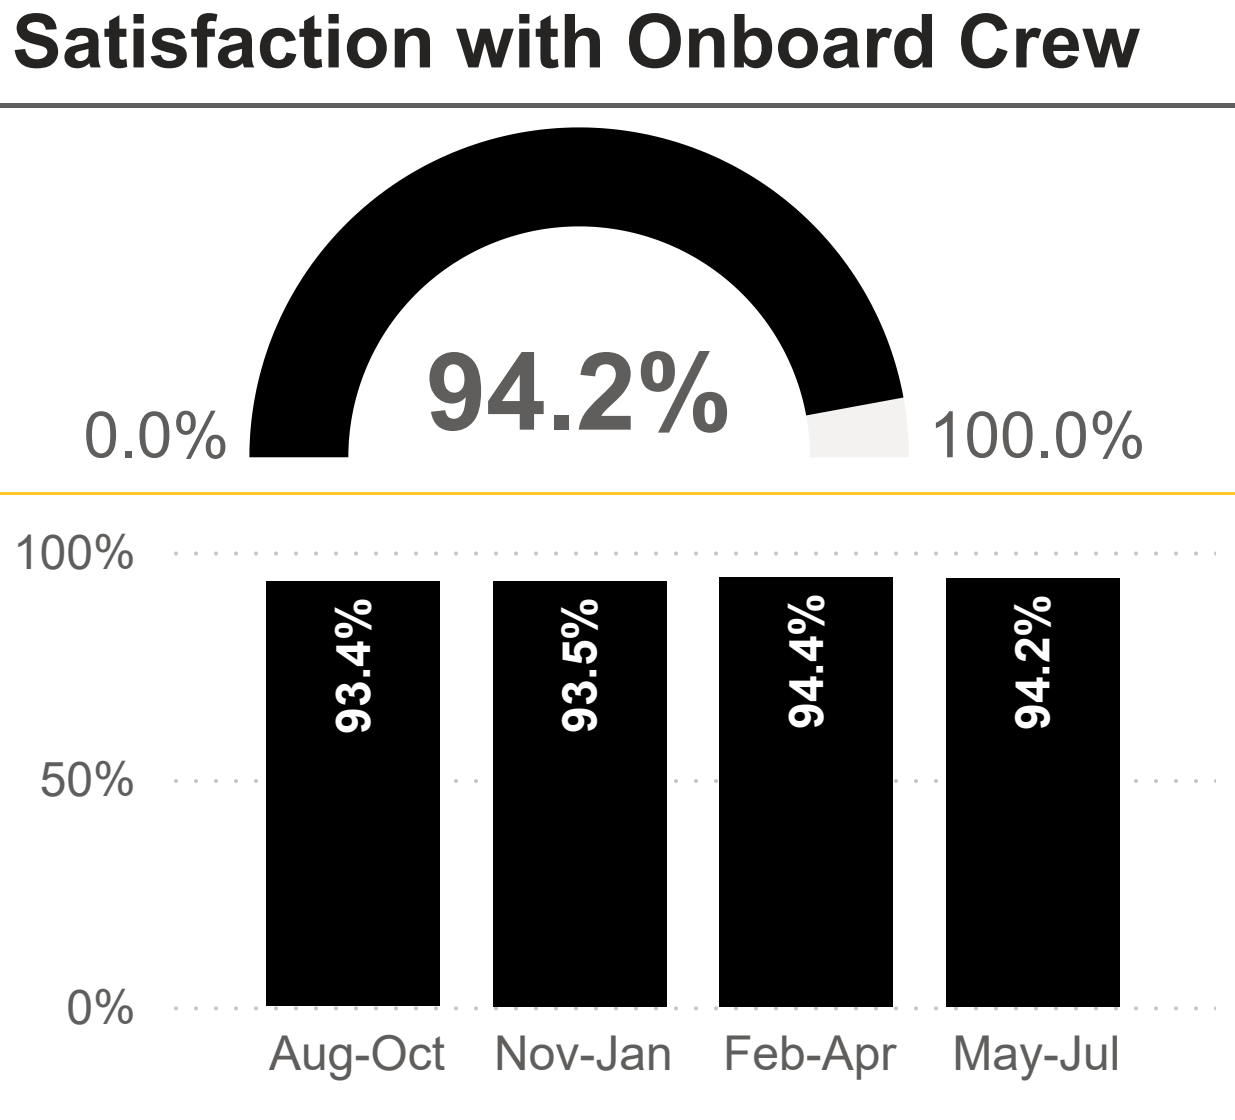 Satisfaction with Onboard Crew
94.2%
0.0%
100.0%
100%
50%
0%
93.4%
93.5%
94.4%
94.2%
Aug-Oct
Nov-Jan
Feb-Apr
May-Jul